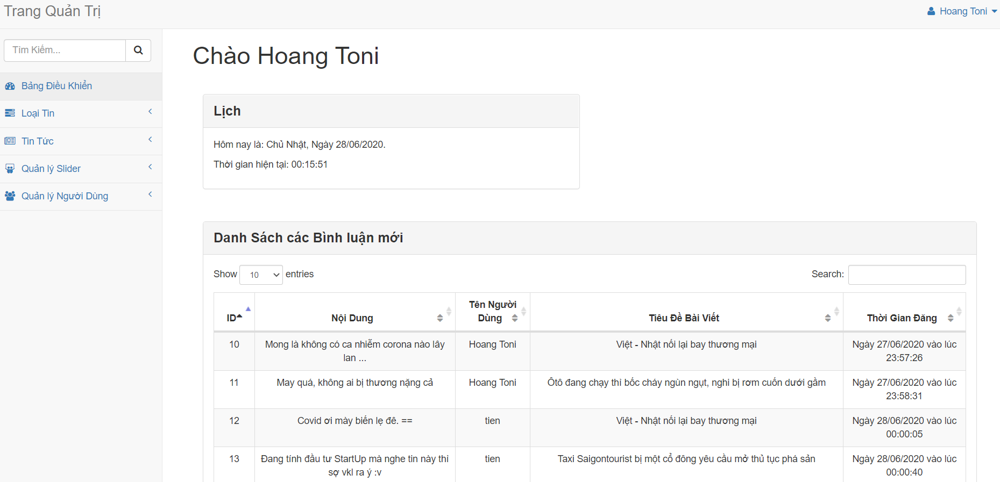 Trang Quản Trị
Hoang Toni
Tìm Kiếm...
Bảng Điều Khiển
Loại Tin
Tin Tức
Quản lý Slider
Quản lý Người Dùng
Chào Hoang Toni
Lịch
Hôm nay là: Chủ Nhật, Ngày 28/06/2020.
Thời gian hiện tại: 00:15:51
Danh Sách các Bình luận mới
Show 10 entries
Search:
ID
Nội Dung
Tên Người
Dùng
Tiêu Đề Bài Viết
Thời Gian Đăng
10
Mong là không có ca nhiễm corona nào lây
lan ...
Hoang Toni
Việt - Nhật nối lại bay thương mại
Ngày 27/06/2020 vào lúc
23:57:26
11
May quá, không ai bị thương nặng cả
Hoang Toni
Ôtô đang chạy thì bốc cháy ngùn ngụt, nghi bị rơm cuốn dưới gầm
Ngày 27/06/2020 vào lúc
23:58:31
12
Covid ơi mày biến lẹ đê. ==
tien
Việt - Nhật nối lại bay thương mại
Ngày 28/06/2020 vào lúc
00:00:05
13
Đang tính đầu tư StartUp mà nghe tin này thì
sợ vkl ra ý :v
tien
Taxi Saigontourist bị một cổ đông yêu cầu mở thủ tục phá sản
Ngày 28/06/2020 vào lúc
00:00:40